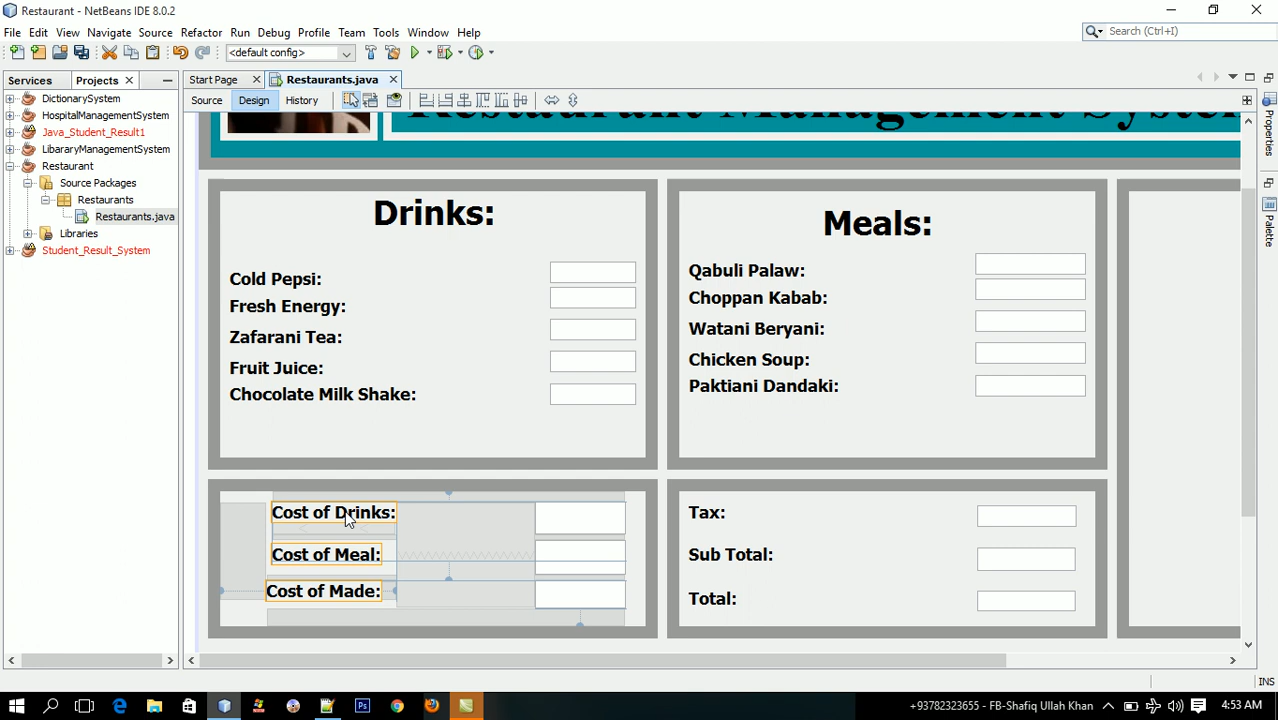 Restaurant - NetBeans IDE 8.0.2
File Edit View Navigate Source Refactor Run Debug Profile Team Tools Window Help
Search (Ctrl+I)
<default config>
Services Projects
Start Page Restaurants.java
Source Design History
DictionarySystem
HospitalManagementSystem
Java_Student_Result1
LibararyManagementSystem
Restaurant
Source Packages
Restaurants
Restaurants.java
Libraries
Student_Result_System
Properties
Palette
Restaurant Management System
Drinks:
Cold Pepsi:
Fresh Energy:
Zafarani Tea:
Fruit Juice:
Chocolate Milk Shake:
Meals:
Qabuli Palaw:
Choppan Kabab:
Watani Beryani:
Chicken Soup:
Paktiani Dandaki:
Cost of Drinks:
Cost of Meal:
Cost of Made:
Tax:
Sub Total:
Total:
INS
+93782323655 - FB-Shafiq Ullah Khan
4:53 AM